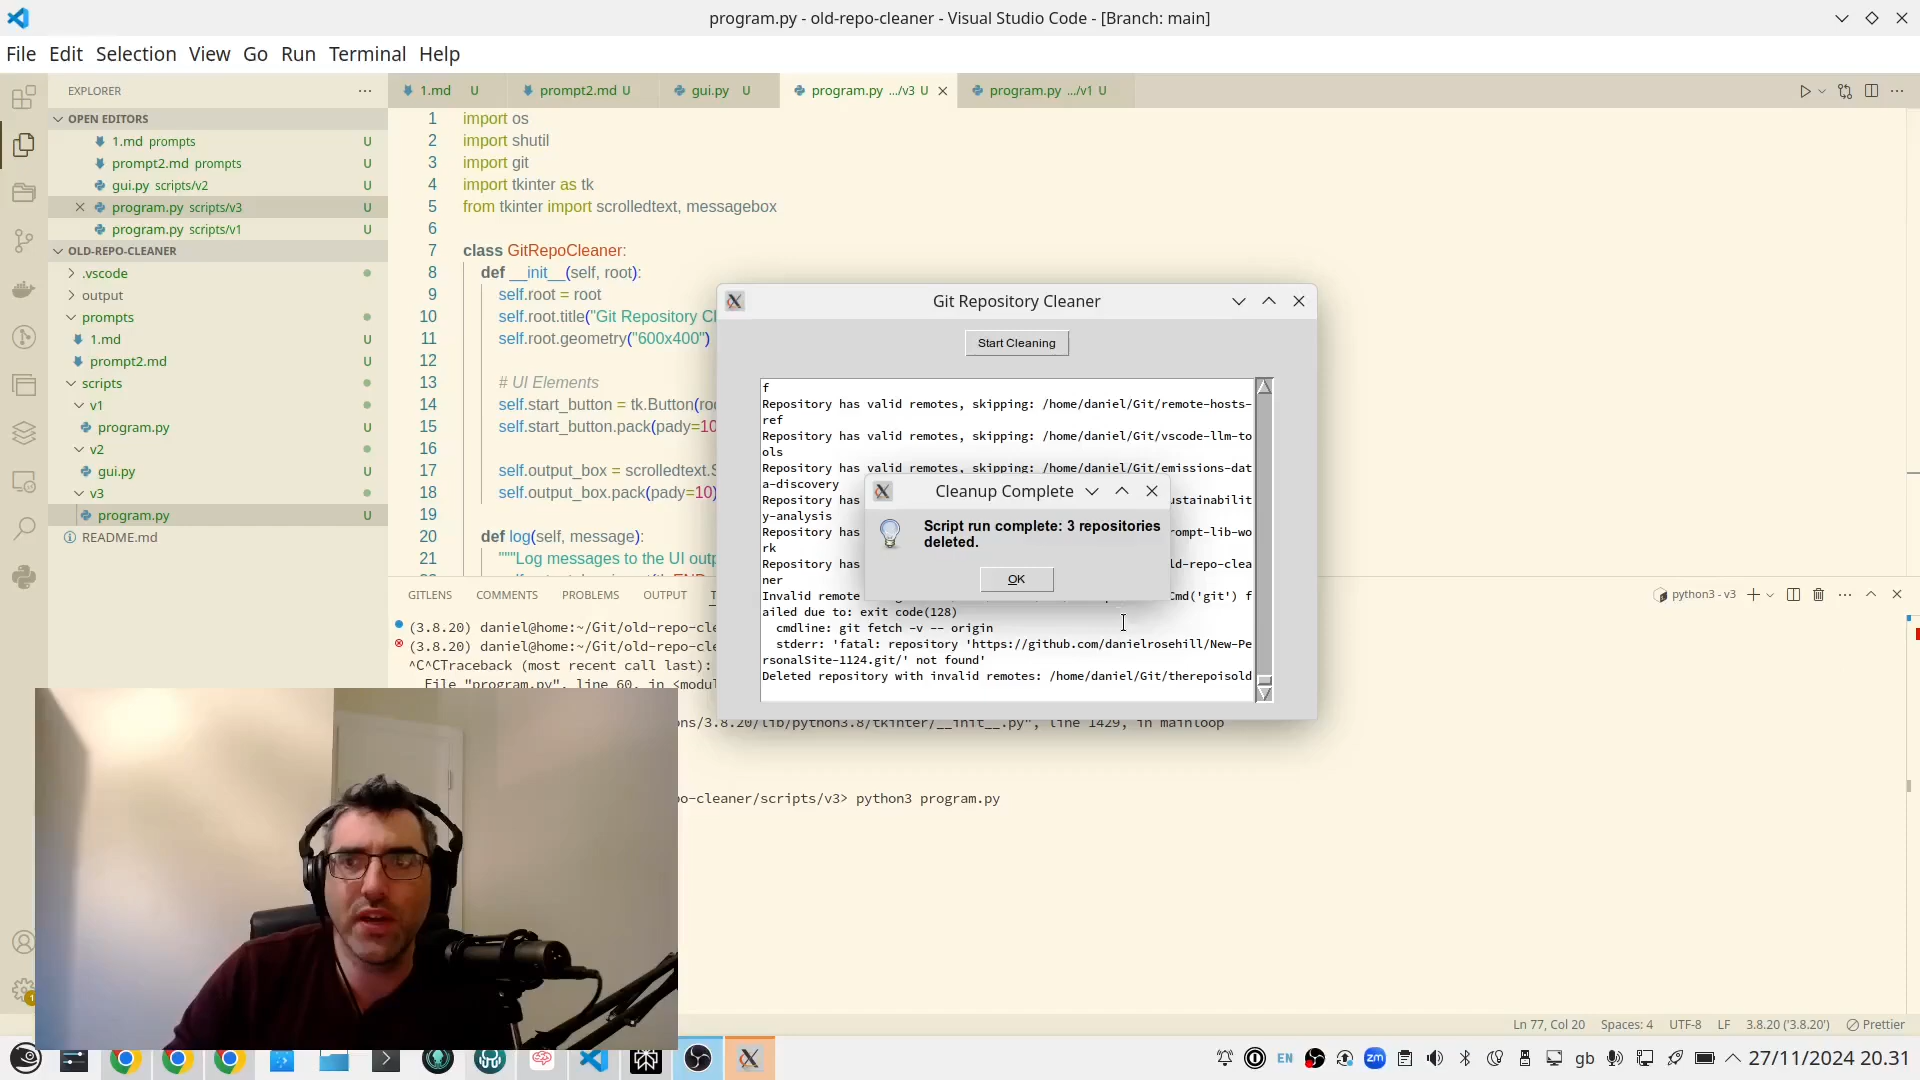 program.py - old-repo-cleaner - Visual Studio Code - [Branch: main]
File Edit Selection View Go Run Terminal Help
EXPLORER
OPEN EDITORS
1.md prompts U
prompt2.md prompts U
gui.py scripts/v2 U
program.py scripts/v3 U
program.py scripts/v1 U
OLD-REPO-CLEANER
.vscode
output
prompts
1.md
prompt2.md
scripts
v1
program.py U
v2
gui.py U
v3
program.py U
README.md
1.md U prompt2.md U gui.py U program.py .../v3 U program.py .../v1 U
1 import os
2 import shutil
3 import git
4 import tkinter as tk
5 from tkinter import scrolledtext, messagebox
6
7 class GitRepoCleaner:
8 def __init__(self, root):
9 self.root = root
10 self.root.title("Git Repository Cl
11 self.root.geometry("600x400")
12
13 # UI Elements
14 self.start_button = tk.Button(roo
15 self.start_button.pack(pady=10
16
17 self.output_box = scrolledtext.S
18 self.output_box.pack(pady=10)
19
20 def log(self, message):
21 """Log messages to the UI outp
Git Repository Cleaner
Start Cleaning
f
Repository has valid remotes, skipping: /home/daniel/Git/remote-hosts-
ref
Repository has valid remotes, skipping: /home/daniel/Git/vscode-llm-to
ols
Repository has valid remotes, skipping: /home/daniel/Git/emissions-dat
a-discovery
Repository has ustainabilit
y-analysis
Repository has rompt-lib-wo
rk
Repository has ld-repo-clea
ner
Invalid remote Cmd('git') f
ailed due to: exit code(128)
cmdline: git fetch -v -- origin
stderr: 'fatal: repository 'https://github.com/danielrosehill/New-Pe
rsonalSite-1124.git/' not found'
Deleted repository with invalid remotes: /home/daniel/Git/therepoisold
Cleanup Complete
Script run complete: 3 repositories
deleted.
OK
GITLENS COMMENTS PROBLEMS OUTPUT T
python3 - v3
(3.8.20) daniel@home:~/Git/old-repo-cle
(3.8.20) daniel@home:~/Git/old-repo-cle
^C^CTraceback (most recent call last):
File "program.py", line 60, in <modul
ons/3.8.20/lib/python3.8/tkinter/__init__.py", line 1429, in mainloop
po-cleaner/scripts/v3> python3 program.py
Ln 77, Col 20 Spaces: 4 UTF-8 LF 3.8.20 ('3.8.20') Prettier
EN zm gb 27/11/2024 20.31